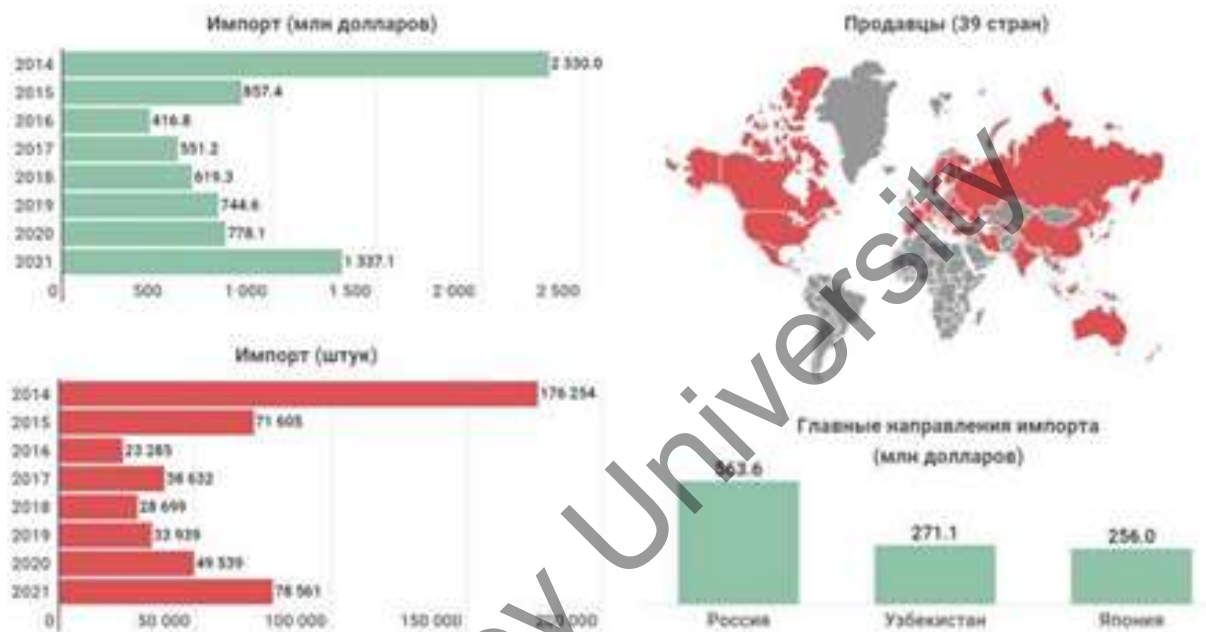 Импорт (млн долларов)
2014 2 330.0
2015 857.4
2016 416.8
2017 551.2
2018 619.3
2019 744.6
2020 778.1
2021 1 337.1
0 500 1 000 1 500 2 000 2 500
Импорт (штук)
2014 176 254
2015 71 605
2016 23 285
2017 38 632
2018 28 699
2019 33 939
2020 49 539
2021 78 561
0 50 000 100 000 150 000 200 000
Продавцы (39 стран)
Главные направления импорта
(млн долларов)
563.6 271.1 256.0
Россия Узбекистан Япония
University